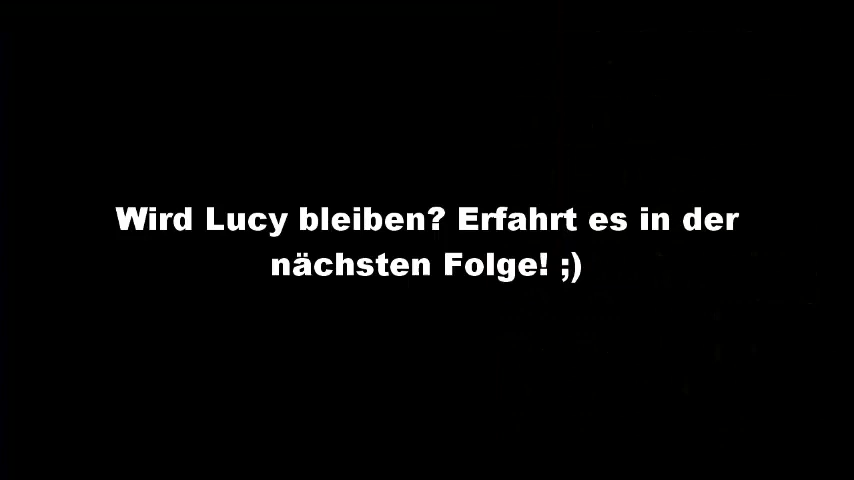 Wird Lucy bleiben? Erfahrt es in der
nächsten Folge! ;)